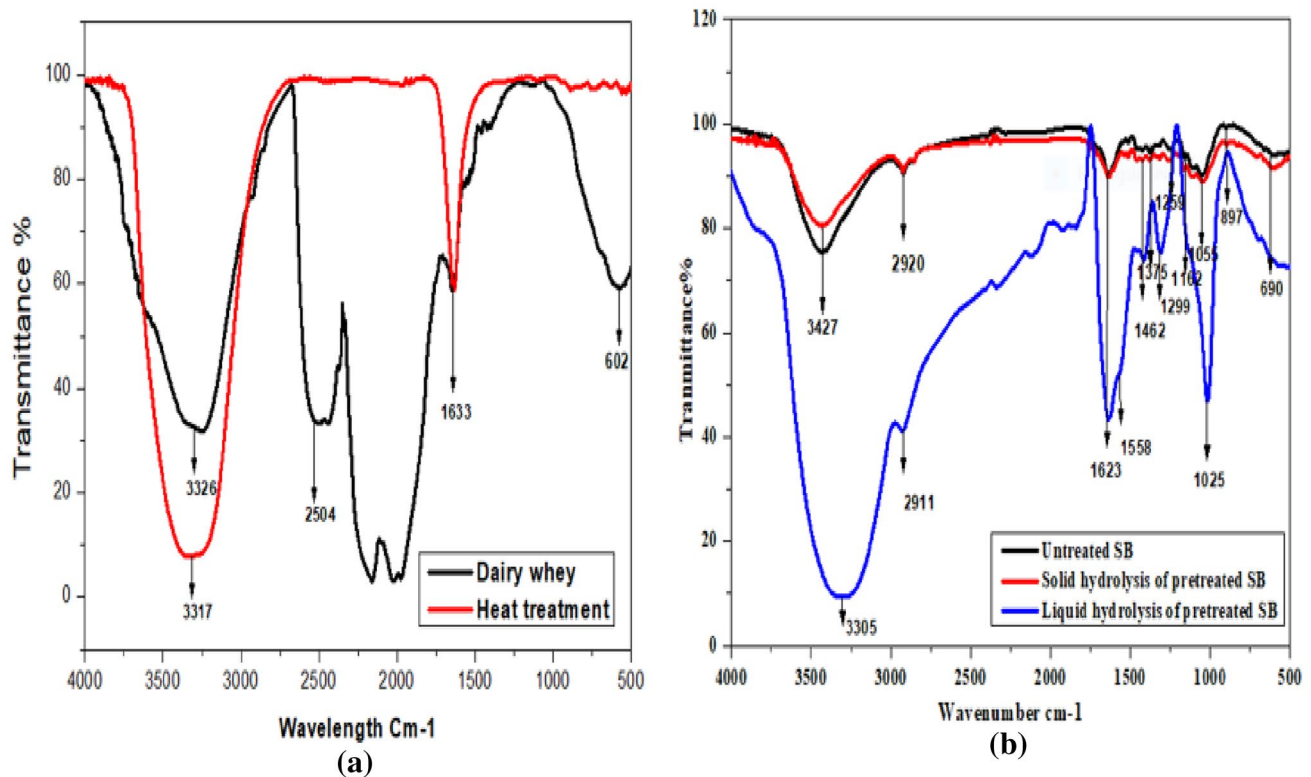 Transmittance %
100
80
60
40
20
0
3326
3317
2504
1633
602
Dairy whey
Heat treatment
4000 3500 3000 2500 2000 1500 1000 500
Wavelength Cm-1
(a)
Tranmittance%
120
100
80
60
40
20
0
3427
2920
2911
3305
1623
1558
1462
1375
1299
1259
1162
1055
1025
897
690
Untreated SB
Solid hydrolysis of pretreated SB
Liquid hydrolysis of pretreated SB
4000 3500 3000 2500 2000 1500 1000 500
Wavenumber cm-1
(b)